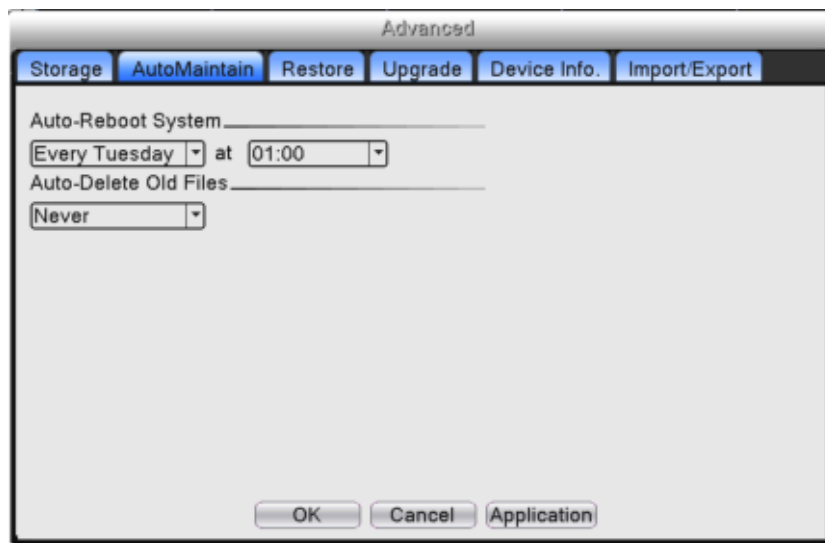 Advanced
Storage AutoMaintain Restore Upgrade Device Info. Import/Export
Auto-Reboot System
Every Tuesday at 01:00
Auto-Delete Old Files
Never
OK Cancel Application